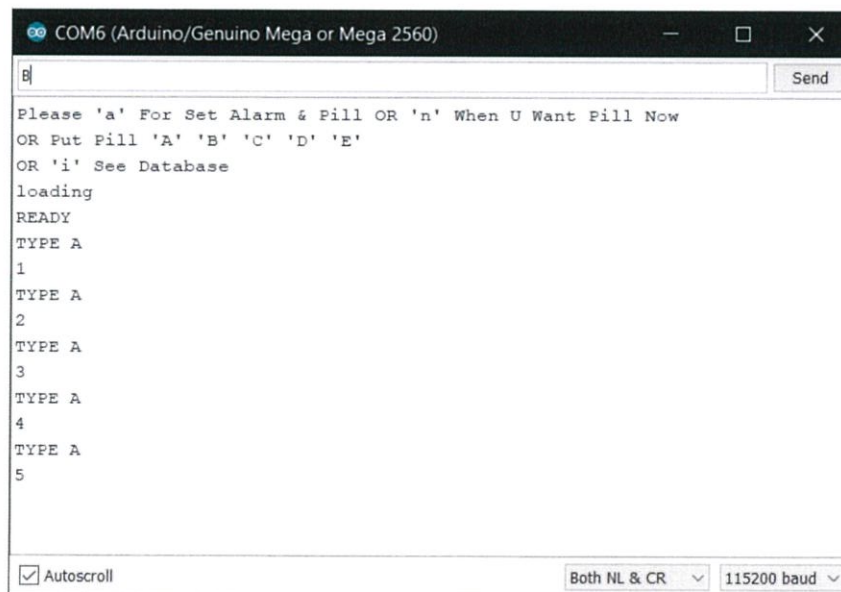 COM6 (Arduino/Genuino Mega or Mega 2560)
B
Send
Please 'a' For Set Alarm & Pill OR 'n' When U Want Pill Now
OR Put Pill 'A' 'B' 'C' 'D' 'E'
OR 'i' See Database
loading
READY
TYPE A
1
TYPE A
2
TYPE A
3
TYPE A
4
TYPE A
5
Autoscroll
Both NL & CR
115200 baud